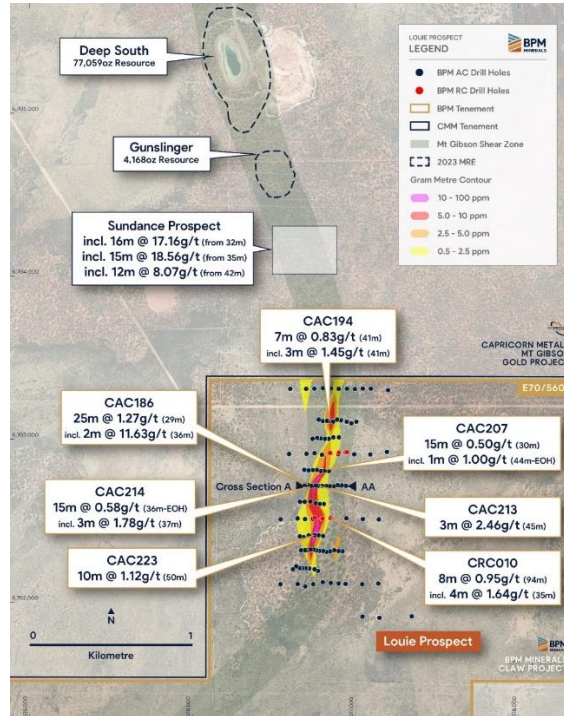 Deep South
77,059oz Resource
Gunslinger
4,168oz Resource
Sundance Prospect
incl. 16m @ 17.16g/t (from 32m)
incl. 15m @ 18.56g/t (from 35m)
incl. 12m @ 8.07g/t (from 42m)
LOUIE PROSPECT
LEGEND
BPM
MINERALS
BPM AC Drill Holes
BPM RC Drill Holes
BPM Tenement
CMM Tenement
Mt Gibson Shear Zone
2023 MRE
Gram Metre Contour
10 - 100 ppm
5.0 - 10 ppm
2.5 - 5.0 ppm
0.5 - 2.5 ppm
CAC194
7m @ 0.83g/t (41m)
incl. 3m @ 1.45g/t (41m)
CAPRICORN METAL
MT GIBSON
GOLD PROJEC
E70/560
CAC186
25m @ 1.27g/t (29m)
incl. 2m @ 11.63g/t (36m)
CAC207
15m @ 0.50g/t (30m)
incl. 1m @ 1.00g/t (44m-EOH)
Cross Section A
AA
CAC214
15m @ 0.58g/t (36m-EOH)
incl. 3m @ 1.78g/t (37m)
CAC213
3m @ 2.46g/t (45m)
CAC223
10m @ 1.12g/t (50m)
CRC010
8m @ 0.95g/t (94m)
incl. 4m @ 1.64g/t (35m)
N
0 1
Kilometre
Louie Prospect
BPM
BPM MINERALS
CLAW PROJEC